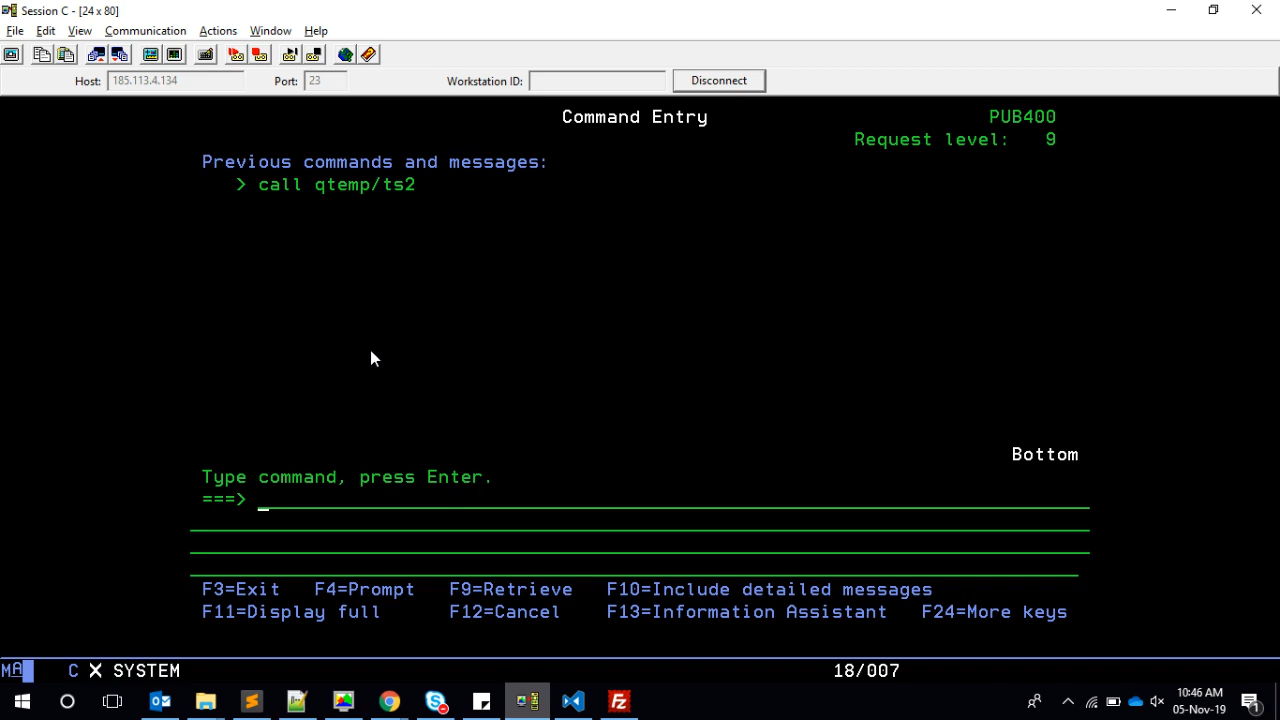 Session C - [24 x 80]
File Edit View Communication Actions Window Help
Host: 185.113.4.134 Port: 23 Workstation ID: Disconnect
Command Entry PUB400
Request level: 9
Previous commands and messages:
> call qtemp/ts2
Bottom
Type command, press Enter.
===>
F3=Exit F4=Prompt F9=Retrieve F10=Include detailed messages
F11=Display full F12=Cancel F13=Information Assistant F24=More keys
MA C X SYSTEM 18/007
10:46 AM
05-Nov-19
1